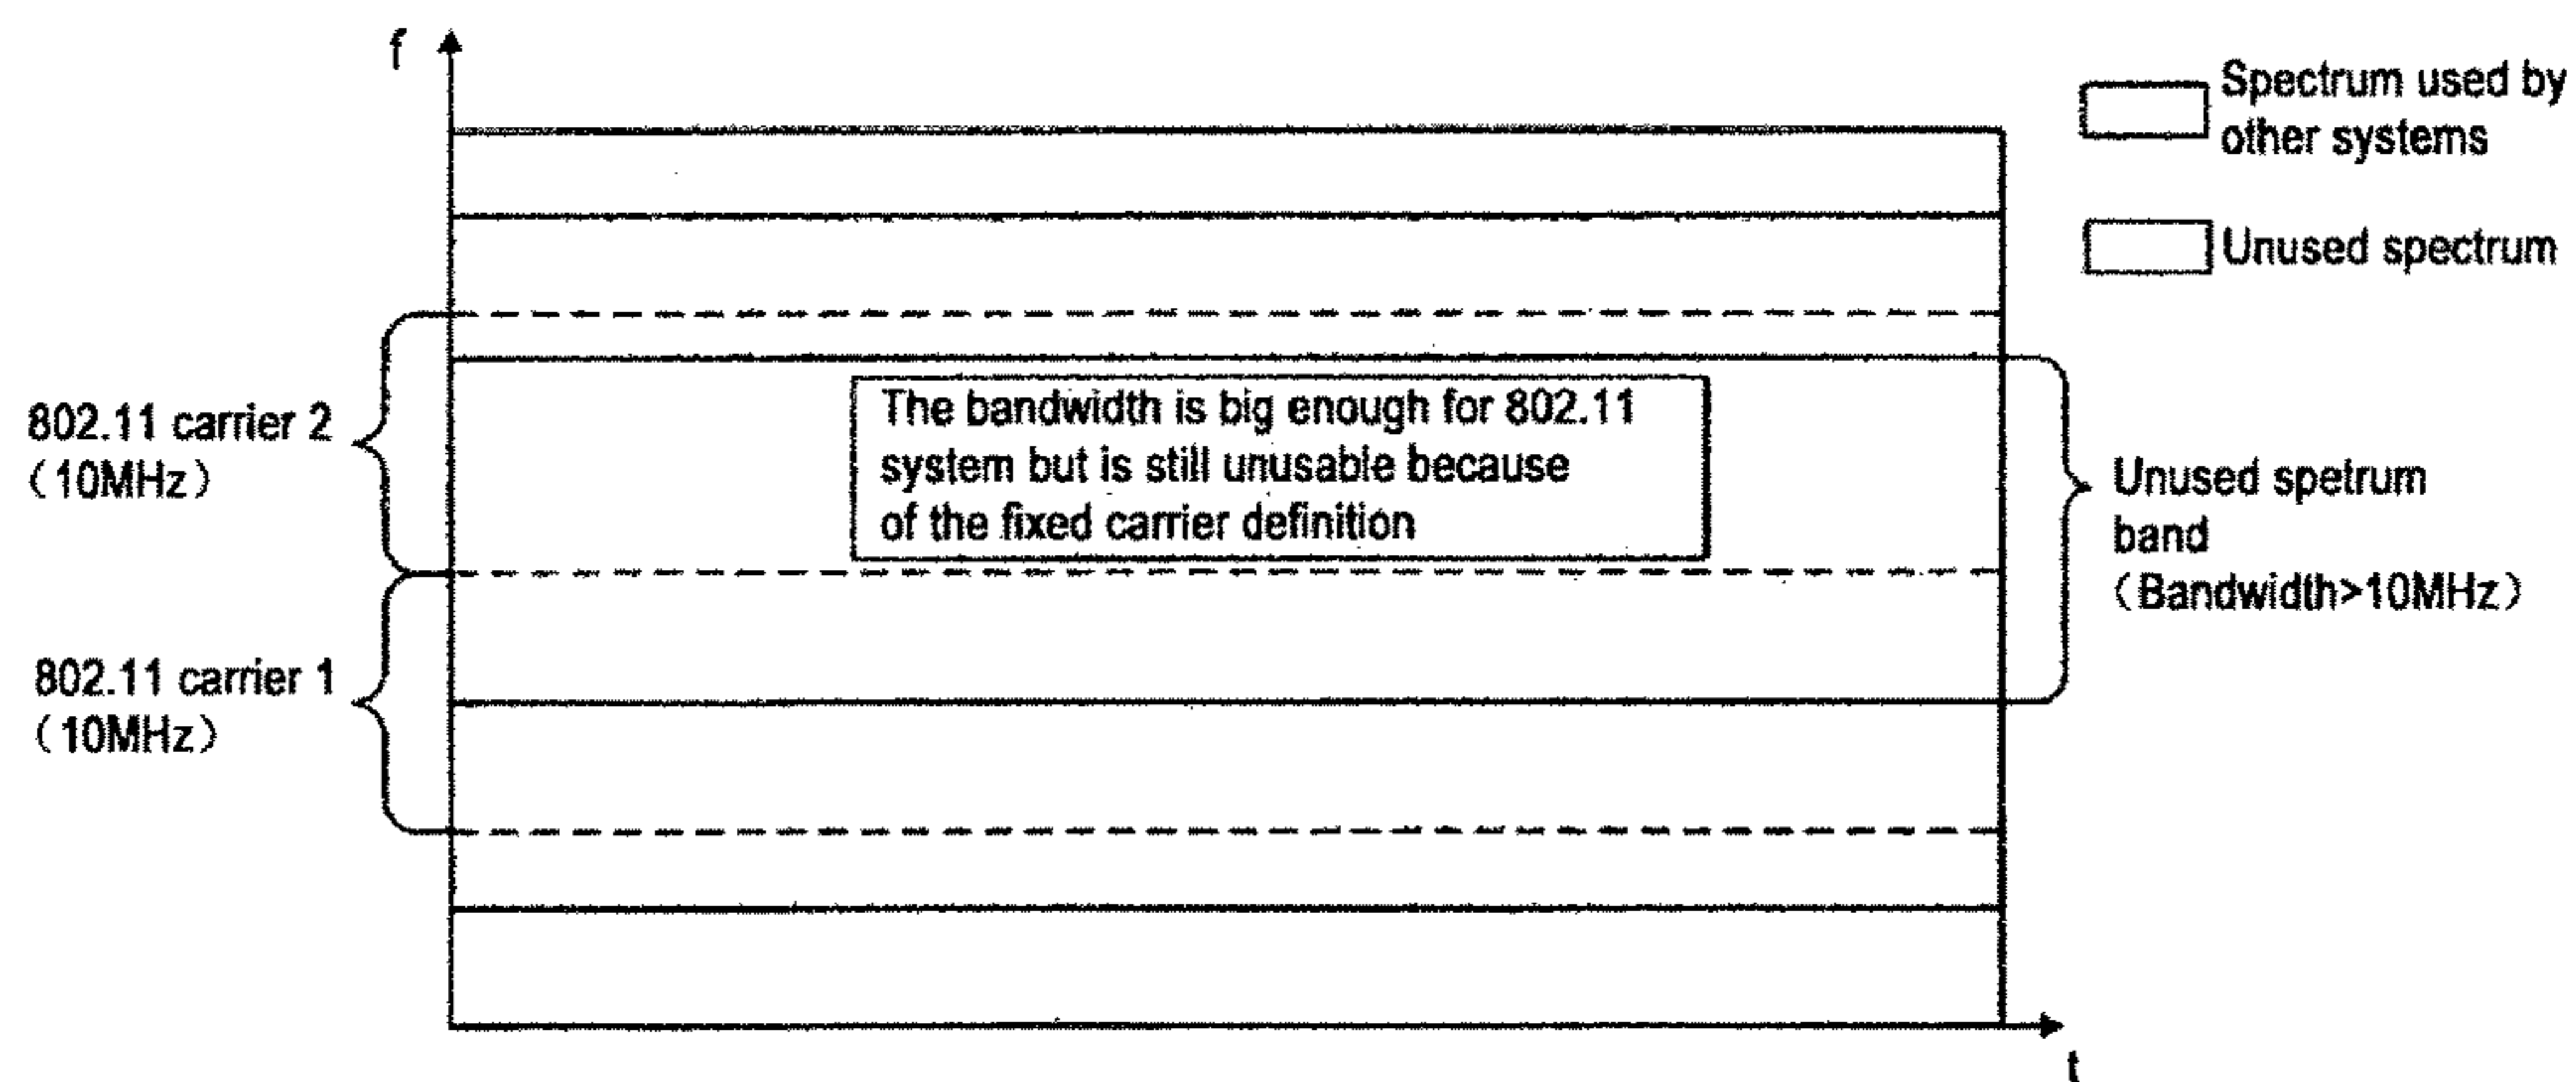 f
Spectrum used by
other systems
Unused spectrum
802.11 carrier 2
(10MHz)
The bandwidth is big enough for 802.11
system but is still unusable because
of the fixed carrier definition
Unused spetrum
band
(Bandwidth>10MHz)
802.11 carrier 1
(10MHz)
t